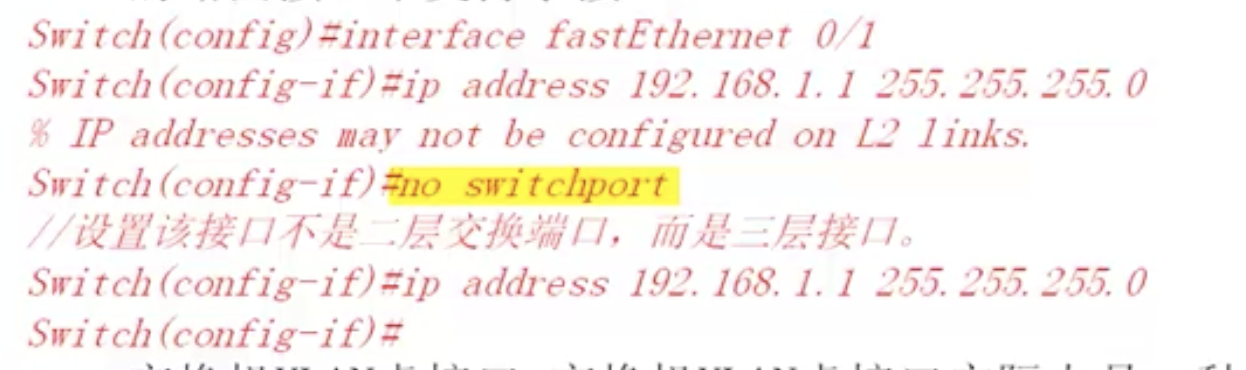 Switch(config)#interface fastEthernet 0/1
Switch(config-if)#ip address 192.168.1.1 255.255.255.0
% IP addresses may not be configured on L2 links.
Switch(config-if)#no switchport
//设置该接口不是二层交换端口，而是三层接口。
Switch(config-if)#ip address 192.168.1.1 255.255.255.0
Switch(config-if)#